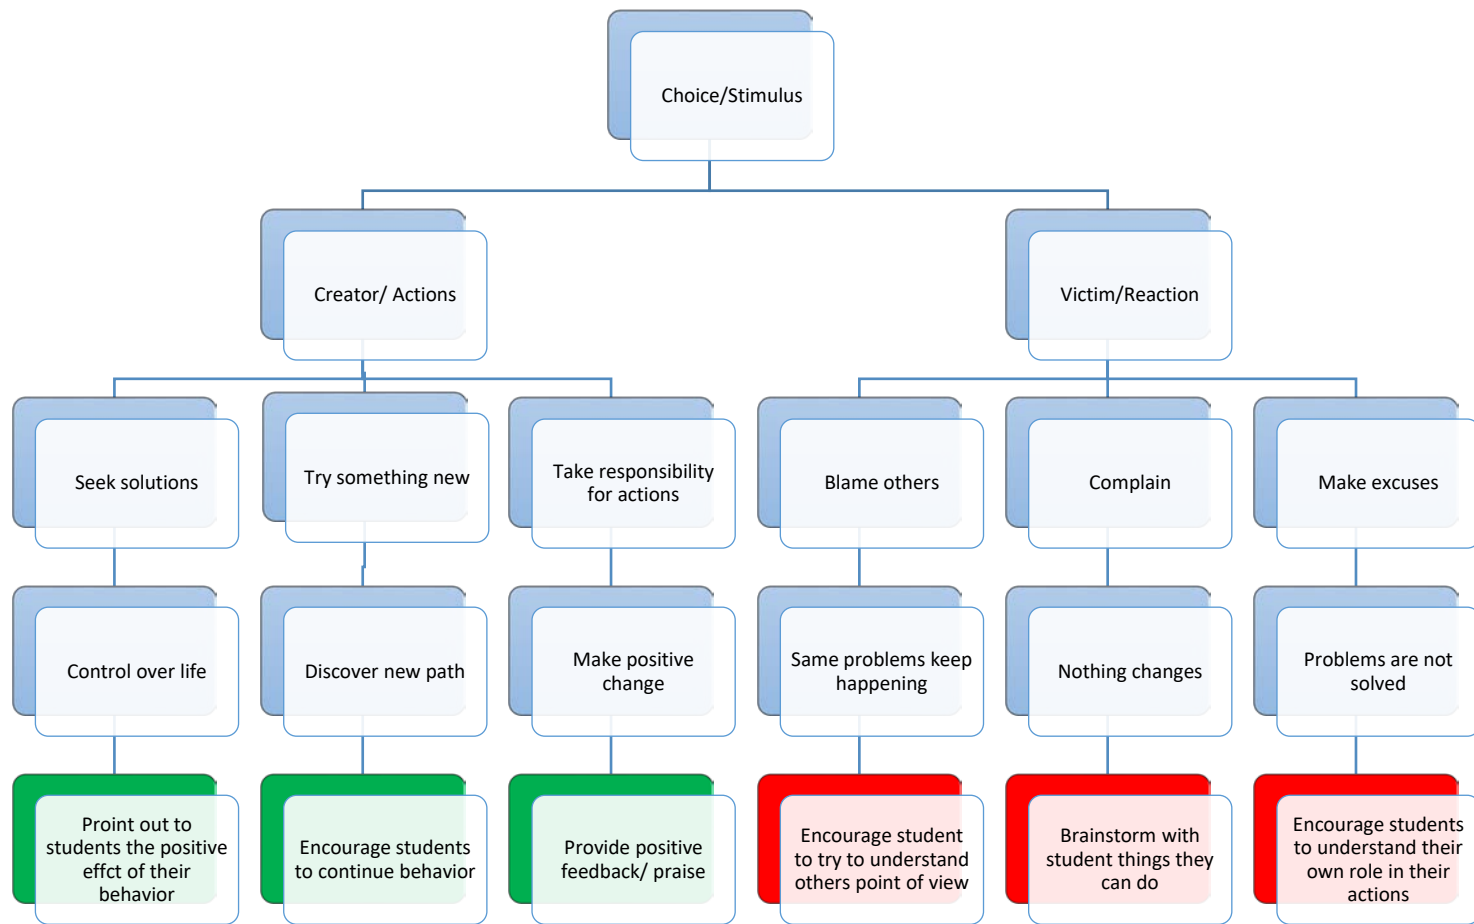 Choice/Stimulus
Creator/ Actions
Victim/Reaction
Seek solutions
Try something new
Take responsibility
for actions
Blame others
Complain
Make excuses
Control over life
Discover new path
Make positive
change
Same problems keep
happening
Nothing changes
Problems are not
solved
Proint out to
students the positive
effct of their
behavior
Encourage students
to continue behavior
Provide positive
feedback/ praise
Encourage student
to try to understand
others point of view
Brainstorm with
student things they
can do
Encourage students
to understand their
own role in their
actions